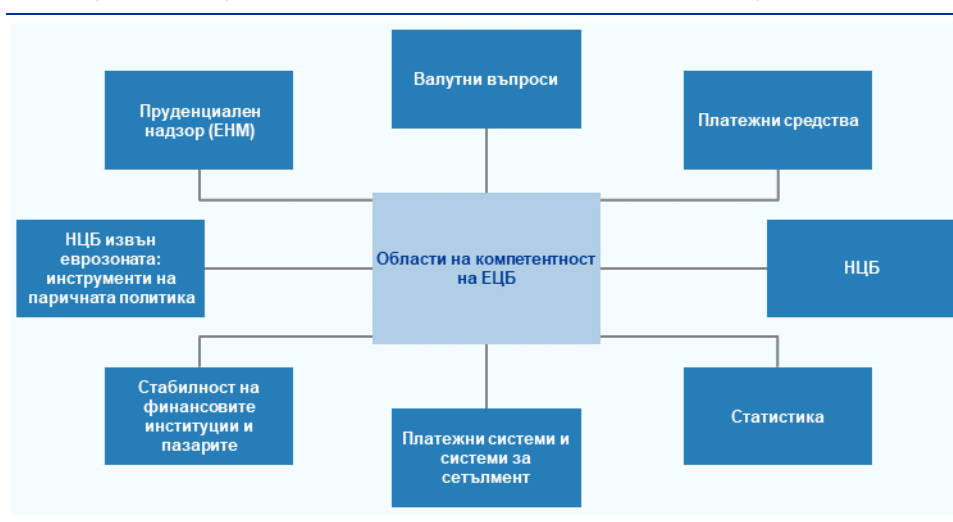 Валутни въпроси
Пруденциален
надзор (ЕНМ)
Платежни средства
НЦБ извън
еврозоната:
инструменти на
паричната политика
Области на компетентност
на ЕЦБ
НЦБ
Стабилност на
финансовите
институции и
пазарите
Платежни системи и
системи за
сетълмент
Статистика